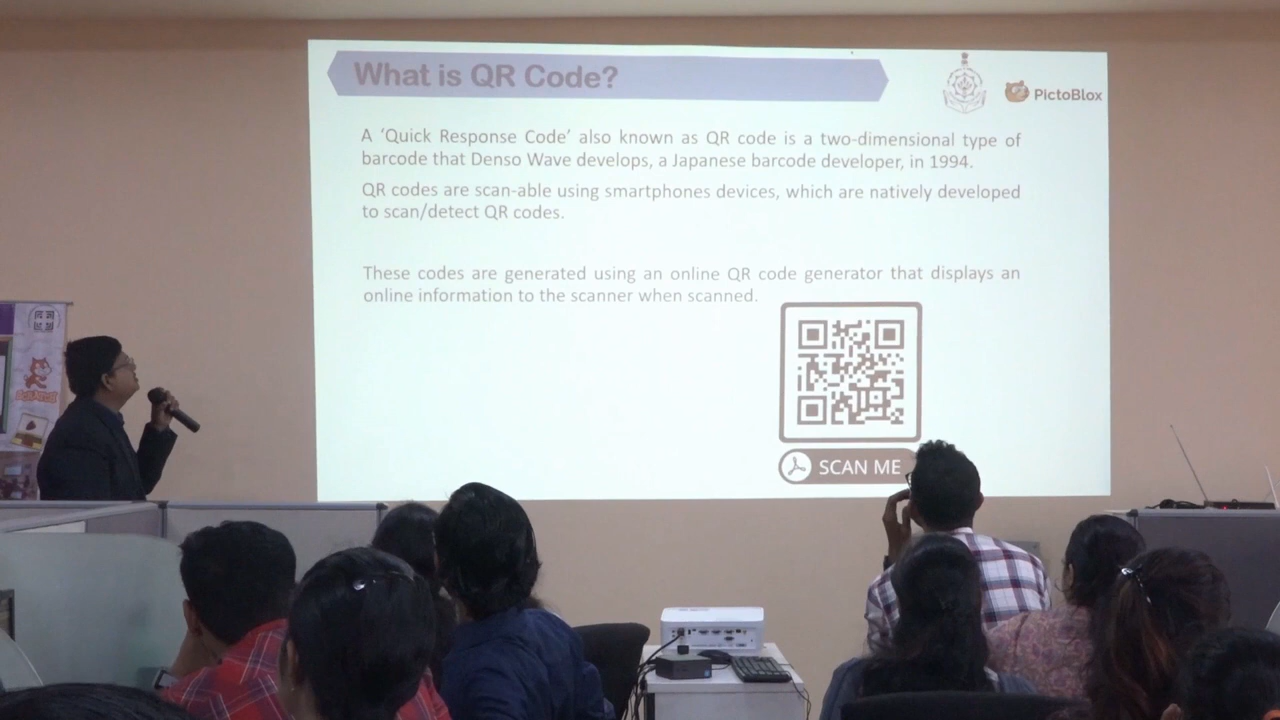 What is QR Code?
PictoBlox
A ‘Quick Response Code’ also known as QR code is a two-dimensional type of
barcode that Denso Wave develops, a Japanese barcode developer, in 1994.
QR codes are scan-able using smartphones devices, which are natively developed
to scan/detect QR codes.
These codes are generated using an online QR code generator that displays an
online information to the scanner when scanned.
SCAN ME
SCRATCH